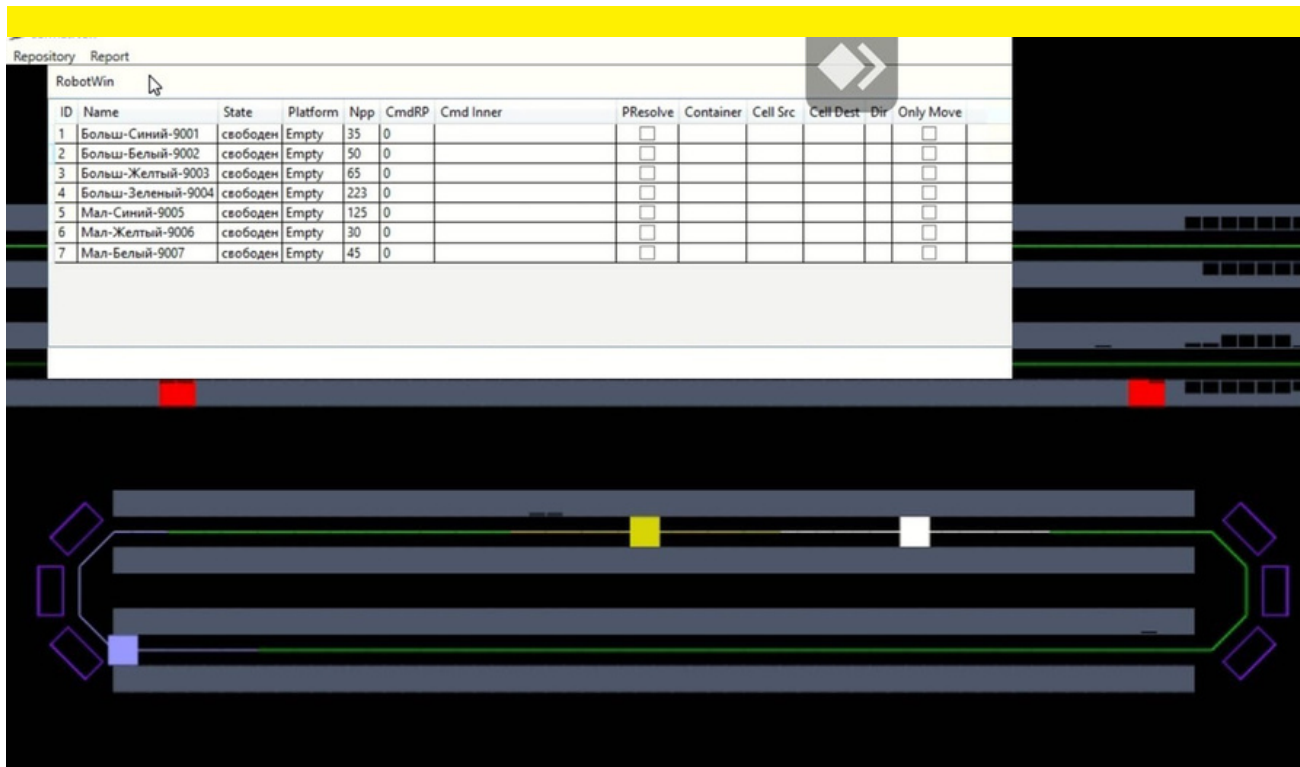 Repository Report
RobotWin
ID Name State Platform Npp CmdRP Cmd Inner PResolve Container Cell Src Cell Dest Dir Only Move
1 Больш-Синий-9001 свободен Empty 35 0
2 Больш-Белый-9002 свободен Empty 50 0
3 Больш-Желтый-9003 свободен Empty 65 0
4 Больш-Зеленый-9004 свободен Empty 223 0
5 Мал-Синий-9005 свободен Empty 125 0
6 Мал-Желтый-9006 свободен Empty 30 0
7 Мал-Белый-9007 свободен Empty 45 0